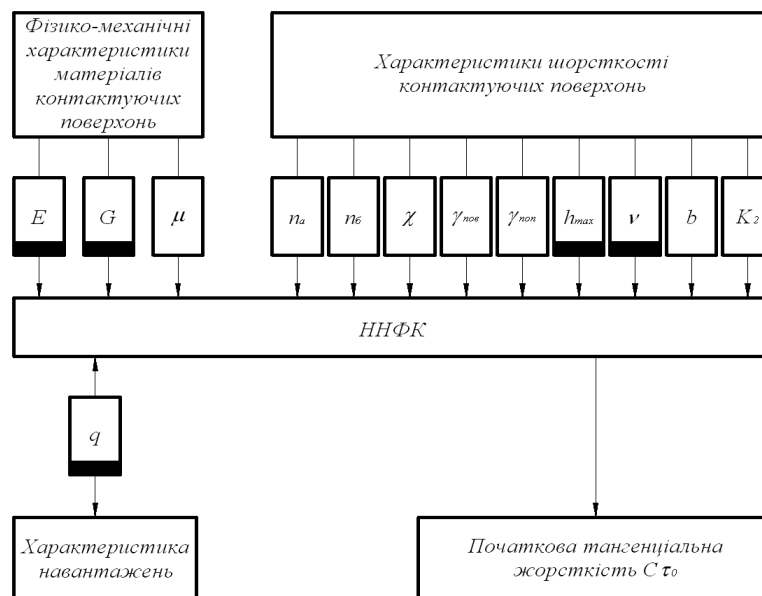 Фізико-механічні
характеристики
матеріалів
контактуючих
поверхонь
Характеристики шорсткості
контактуючих поверхонь
E
G
μ
nа
nб
χ
γпов
γпоп
hmax
ν
b
K2
ННФК
q
Характеристика
навантажень
Початкова тангенціальна
жорсткість Cτ0